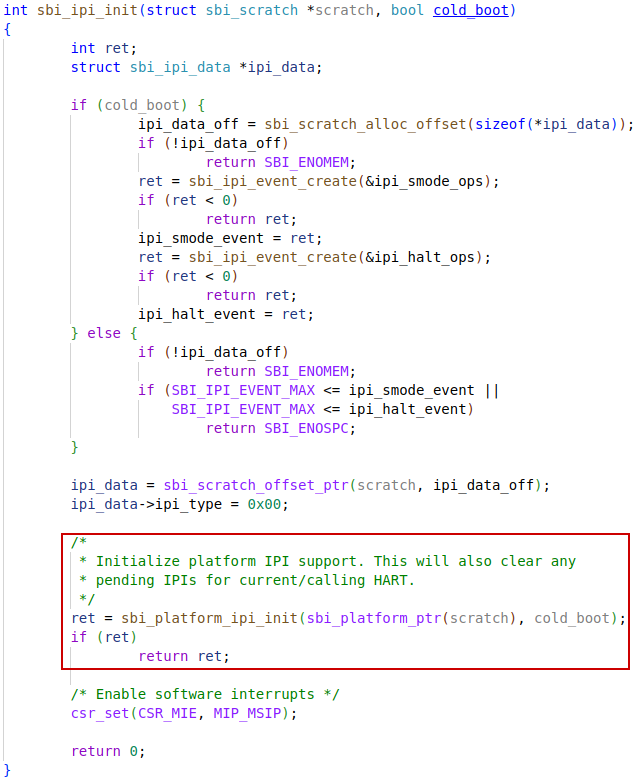 int sbi_ipi_init(struct sbi_scratch *scratch, bool cold_boot)
{
        int ret;
        struct sbi_ipi_data *ipi_data;

        if (cold_boot) {
                ipi_data_off = sbi_scratch_alloc_offset(sizeof(*ipi_data));
                if (!ipi_data_off)
                        return SBI_ENOMEM;
                ret = sbi_ipi_event_create(&ipi_smode_ops);
                if (ret < 0)
                        return ret;
                ipi_smode_event = ret;
                ret = sbi_ipi_event_create(&ipi_halt_ops);
                if (ret < 0)
                        return ret;
                ipi_halt_event = ret;
        } else {
                if (!ipi_data_off)
                        return SBI_ENOMEM;
                if (SBI_IPI_EVENT_MAX <= ipi_smode_event ||
                    SBI_IPI_EVENT_MAX <= ipi_halt_event)
                        return SBI_ENOSPC;
        }

        ipi_data = sbi_scratch_offset_ptr(scratch, ipi_data_off);
        ipi_data->ipi_type = 0x00;

        /*
         * Initialize platform IPI support. This will also clear any
         * pending IPIs for current/calling HART.
         */
        ret = sbi_platform_ipi_init(sbi_platform_ptr(scratch), cold_boot);
        if (ret)
                return ret;

        /* Enable software interrupts */
        csr_set(CSR_MIE, MIP_MSIP);

        return 0;
}